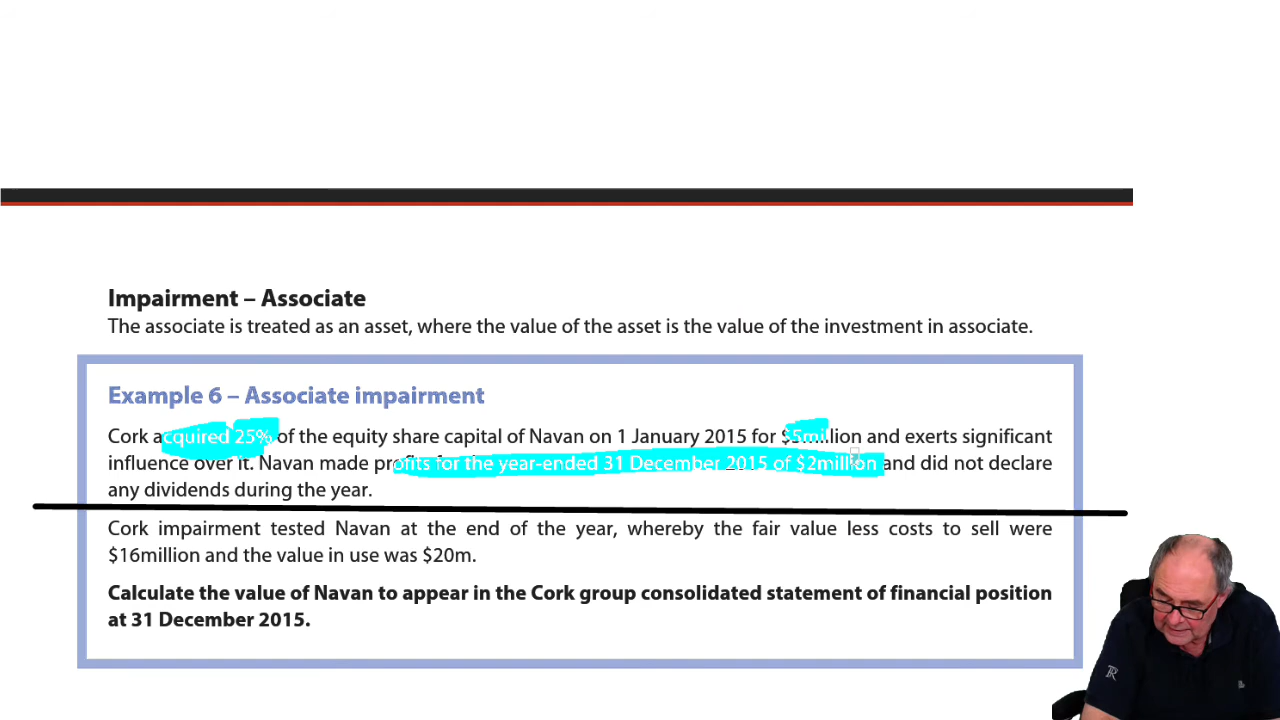 Impairment – Associate
The associate is treated as an asset, where the value of the asset is the value of the investment in associate.
Example 6 – Associate impairment
Cork acquired 25% of the equity share capital of Navan on 1 January 2015 for $5million and exerts significant
influence over it. Navan made profits for the year-ended 31 December 2015 of $2million and did not declare
any dividends during the year.
Cork impairment tested Navan at the end of the year, whereby the fair value less costs to sell were
$16million and the value in use was $20m.
Calculate the value of Navan to appear in the Cork group consolidated statement of financial position
at 31 December 2015.
R